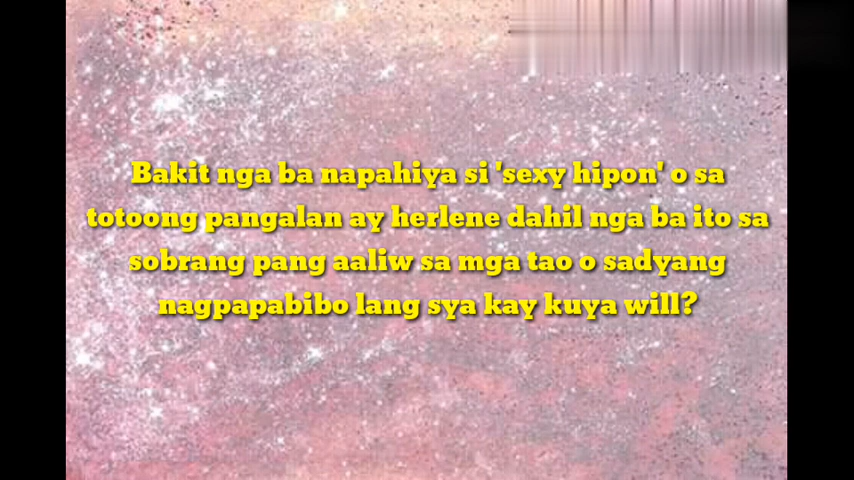 Bakit nga ba napahiya si 'sexy hipon' o sa
totoong pangalan ay herlene dahil nga ba ito sa
sobrang pang aaliw sa mga tao o sadyang
nagpapabibo lang sya kay kuya will?